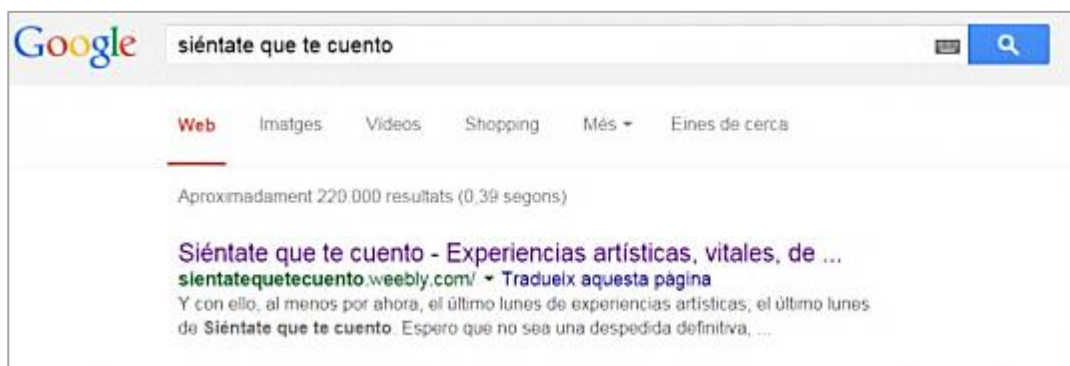 Google siéntate que te cuento
Web Imatges Vídeos Shopping Més Eines de cerca
Aproximadament 220.000 resultats (0,39 segons)
Siéntate que te cuento - Experiencias artísticas, vitales, de ...
sientatequetecuento.weebly.com/ Tradueix aquesta pàgina
Y con ello, al menos por ahora, el último lunes de experiencias artísticas, el último lunes
de Siéntate que te cuento. Espero que no sea una despedida definitiva, ...